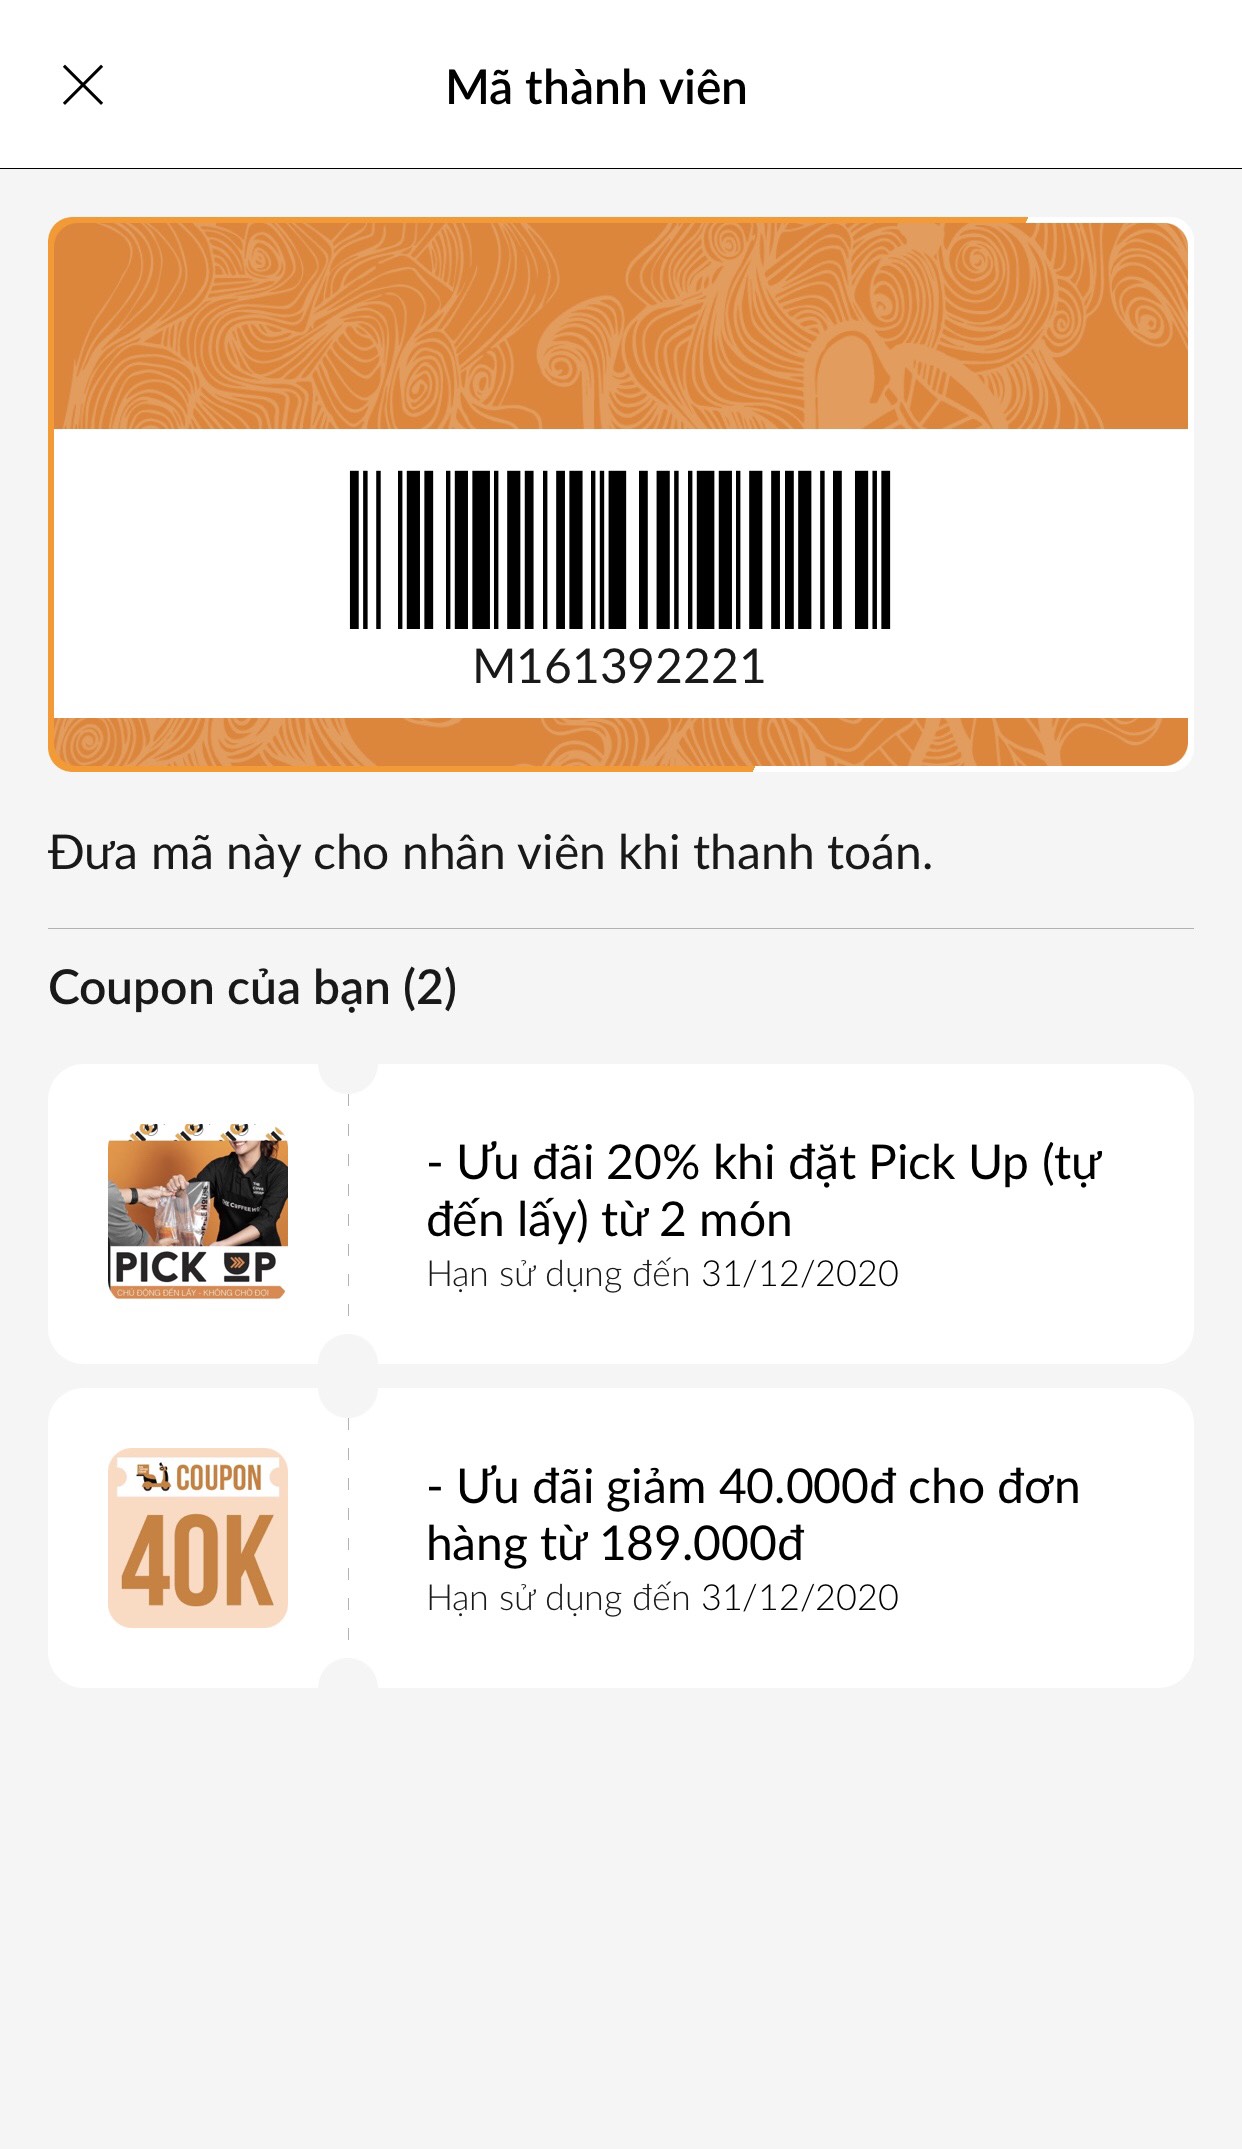 Mã thành viên
M161392221
Đưa mã này cho nhân viên khi thanh toán.
Coupon của bạn (2)
THE COFFEE HOUSE
PICK UP
CHỦ ĐỘNG ĐẾN LẤY - KHÔNG CHỜ ĐỢI
- Ưu đãi 20% khi đặt Pick Up (tự
đến lấy) từ 2 món
Hạn sử dụng đến 31/12/2020
COUPON
40K
- Ưu đãi giảm 40.000đ cho đơn
hàng từ 189.000đ
Hạn sử dụng đến 31/12/2020